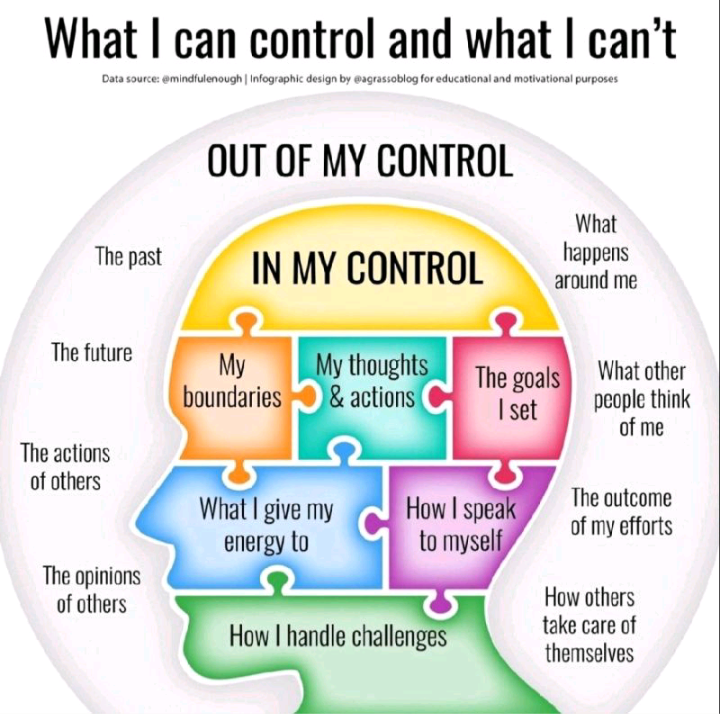 What I can control and what I can't
Data source: @mindfulenough | Infographic design by @agrassoblog for educational and motivational purposes
OUT OF MY CONTROL
IN MY CONTROL
The past
The future
The actions
of others
The opinions
of others
What
happens
around me
What other
people think
of me
The outcome
of my efforts
How others
take care of
themselves
My
boundaries
My thoughts
& actions
The goals
I set
What I give my
energy to
How I speak
to myself
How I handle challenges